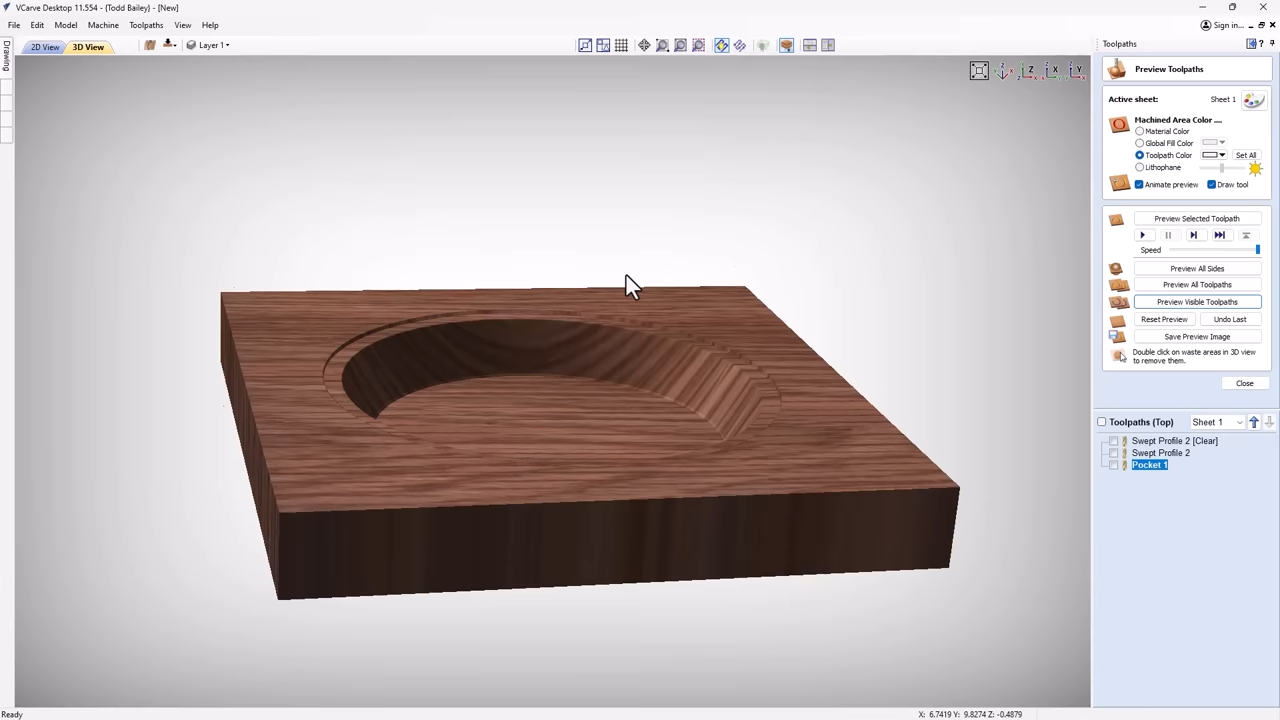 VCarve Desktop 11.554 - {Todd Bailey} - [New]
File Edit Model Machine Toolpaths View Help
Sign in...
Drawing
2D View 3D View Layer 1
Toolpaths
Z X Y
Preview Toolpaths
Active sheet: Sheet 1
Machined Area Color ....
Material Color
Global Fill Color
Toolpath Color Set All
Lithophane
Animate preview Draw tool
Preview Selected Toolpath
Speed
Preview All Sides
Preview All Toolpaths
Preview Visible Toolpaths
Reset Preview Undo Last
Save Preview Image
Double click on waste areas in 3D view
to remove them.
Close
Toolpaths (Top) Sheet 1
Swept Profile 2 [Clear]
Swept Profile 2
Pocket 1
Ready
X: 6.7419 Y: 9.8274 Z: -0.4879